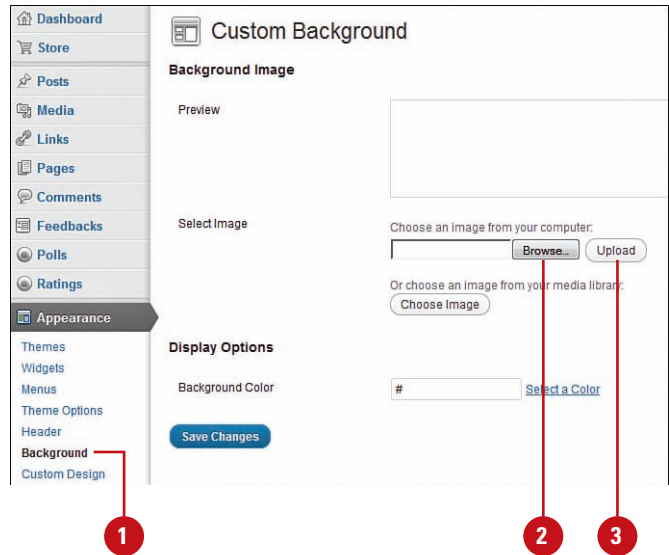 Dashboard
Store
Posts
Media
Links
Pages
Comments
Feedbacks
Polls
Ratings
Appearance
Themes
Widgets
Menus
Theme Options
Header
Background
Custom Design
Custom Background
Background Image
Preview
Select Image
Choose an image from your computer:
Browse... Upload
Or choose an image from your media library:
Choose Image
Display Options
Background Color # Select a Color
Save Changes
1 2 3